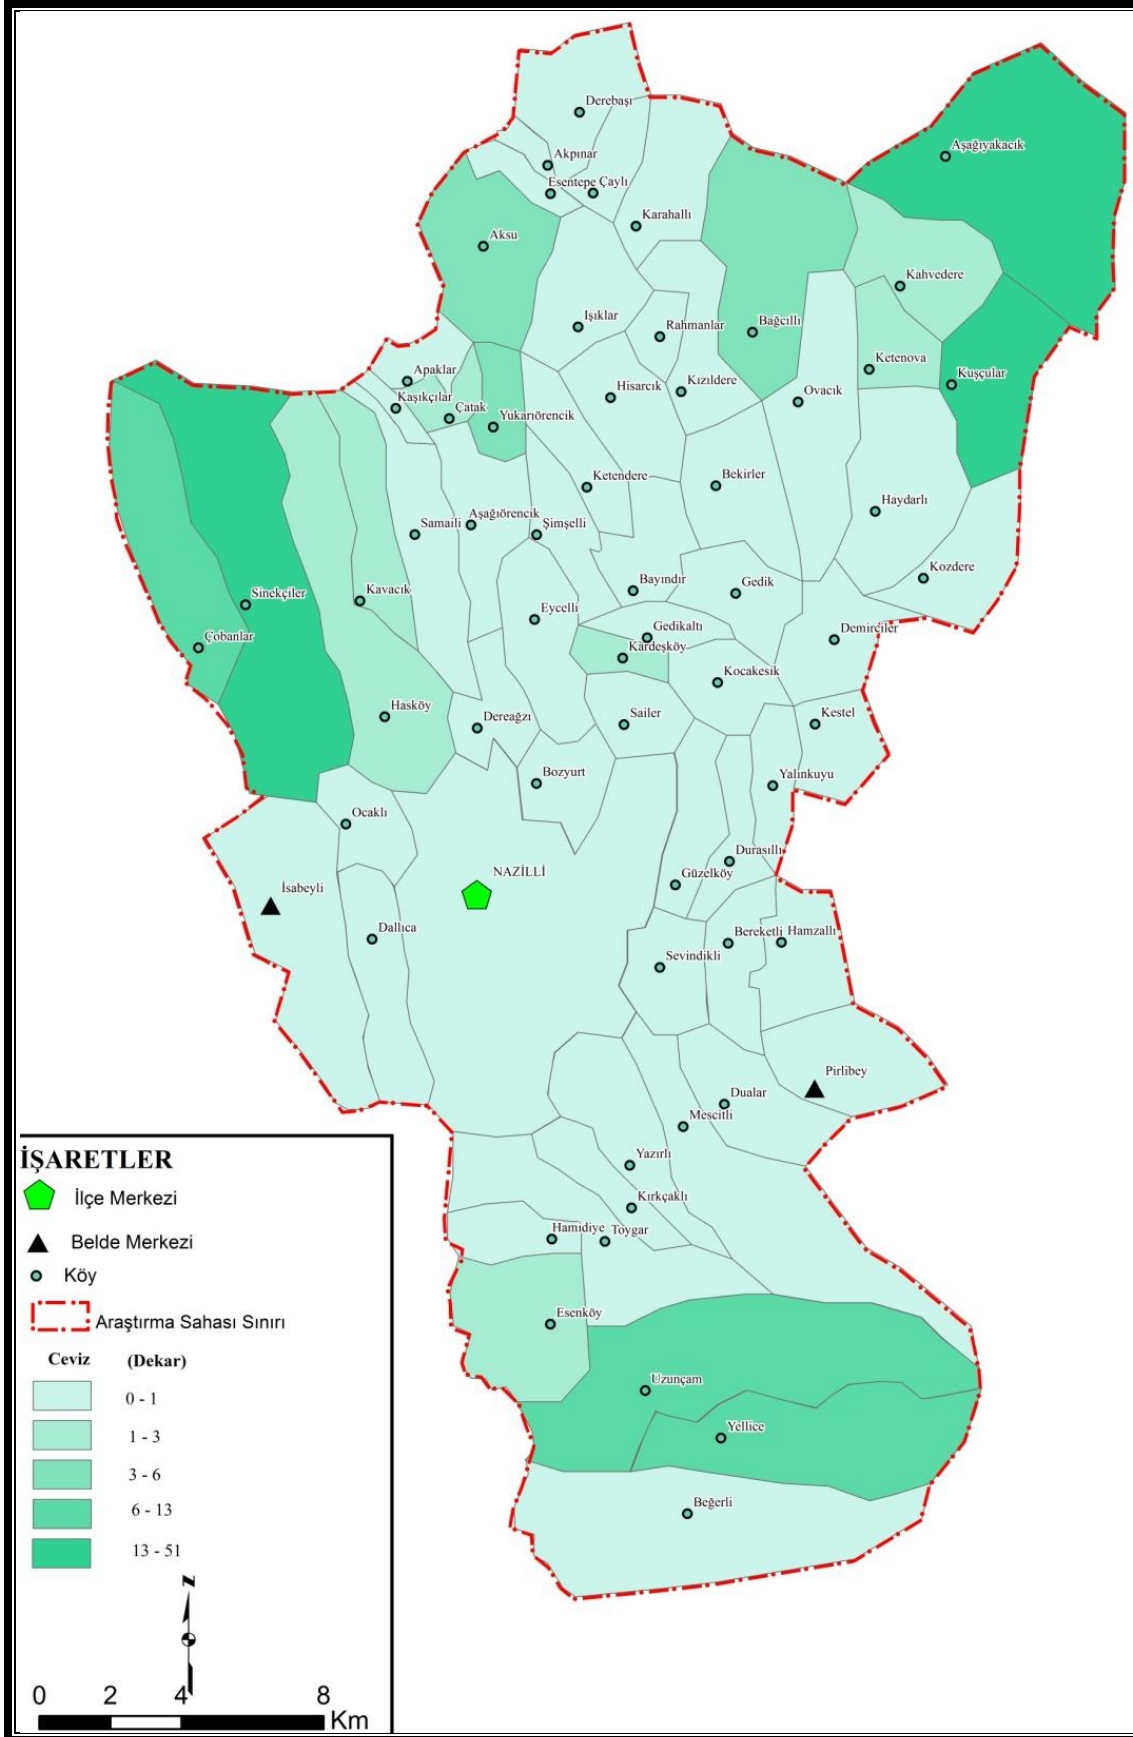 Derebaşı
Aşağıyakacık
Akpınar
Esentepe Çaylı
Karahallı
Aksu
Kahvedere
Işıklar
Rahmanlar
Bağcıllı
Ketenova
Apaklar
Kuşçular
Hisarcık
Kızıldere
Ovacık
Kaşıkçılar
Çatak
Yukarıörencik
Ketendere
Bekirler
Haydarlı
Samaili
Aşağıörencik
Şimşelli
Kozdere
Sinekçiler
Kavacık
Bayındır
Gedik
Eycelli
Çobanlar
Gedikaltı
Demirçiler
Kardeşköy
Kocakesik
Hasköy
Dereağzı
Sailer
Kestel
Bozyurt
Yalınkuyu
Ocaklı
Durasıllı
NAZİLLİ
Güzelköy
İsabeyli
Dallıca
Bereketli
Hamzallı
Sevindikli
Pirlibey
Dualar
Mescitli
Yazırlı
Kırkçaklı
Hamidiye
Toygar
Esenköy
Uzunçam
Yellice
Beğerli
İŞARETLER
İlçe Merkezi
Belde Merkezi
Köy
Araştırma Sahası Sınırı
Ceviz (Dekar)
0 - 1
1 - 3
3 - 6
6 - 13
13 - 51
N
0 2 4 8
Km